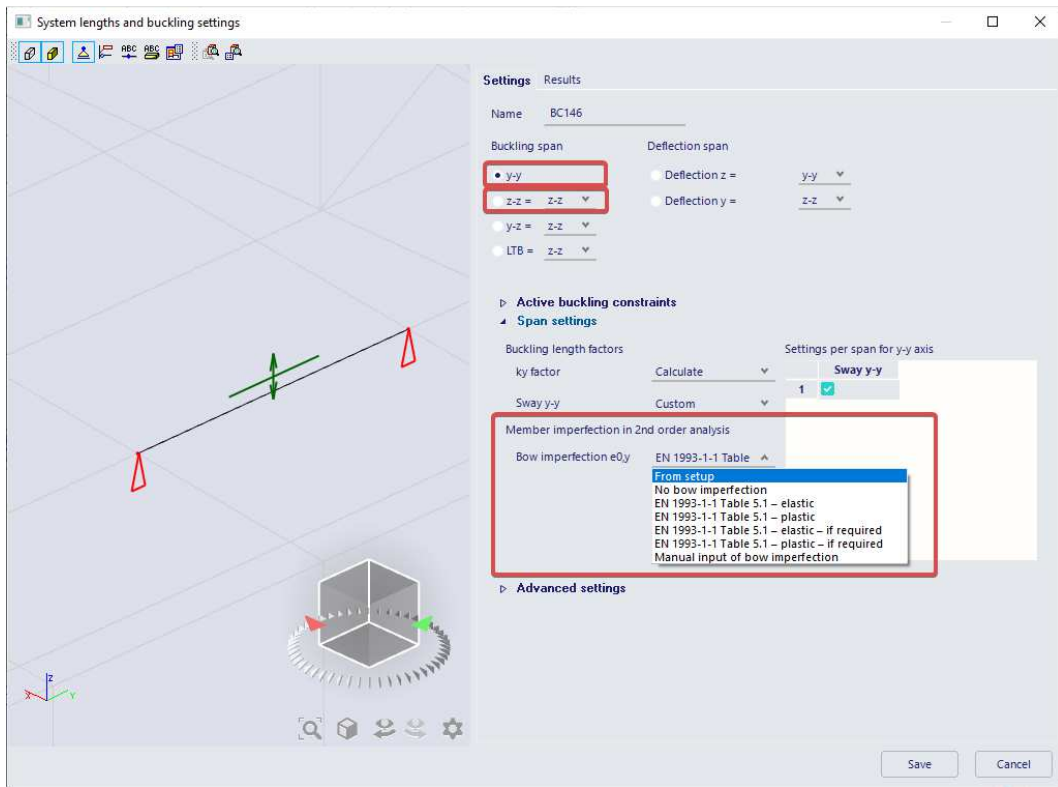 System lengths and buckling settings
ABC ABC
Settings Results
Name BC146
Buckling span Deflection span
y-y Deflection z = y-y
z-z = z-z Deflection y = z-z
y-z = z-z
LTB = z-z
Active buckling constraints
Span settings
Buckling length factors Settings per span for y-y axis
ky factor Calculate Sway y-y
1
Sway y-y Custom
Member imperfection in 2nd order analysis
Bow imperfection e0,y EN 1993-1-1 Table
From setup
No bow imperfection
EN 1993-1-1 Table 5.1 – elastic
EN 1993-1-1 Table 5.1 – plastic
EN 1993-1-1 Table 5.1 – elastic – if required
EN 1993-1-1 Table 5.1 – plastic – if required
Manual input of bow imperfection
Advanced settings
z
x y
Save Cancel